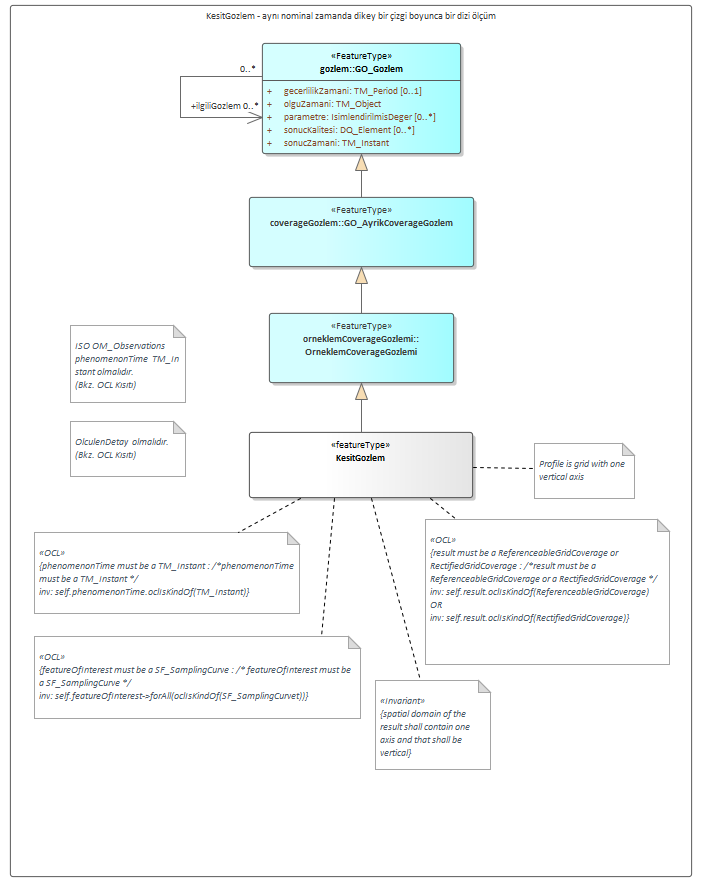 KesitGozlem - aynı nominal zamanda dikey bir çizgi boyunca bir dizi ölçüm
«FeatureType»
gozlem::GO_Gozlem
+ gecerlilikZamani: TM_Period [0..1]
+ olguZamani: TM_Object
+ parametre: IsimlendirilmisDeger [0..*]
+ sonucKalitesi: DQ_Element [0..*]
+ sonucZamani: TM_Instant
0..*
+ilgiliGozlem 0..*
«FeatureType»
coverageGozlem::GO_AyrikCoverageGozlem
«FeatureType»
orneklemCoverageGozlemi::
OrneklemCoverageGozlemi
ISO OM_Observations
phenomenonTime TM_In
stant olmalıdır.
(Bkz. OCL Kısıtı)
OlculenDetay olmalıdır.
(Bkz. OCL Kısıtı)
«featureType»
KesitGozlem
Profile is grid with one
vertical axis
«OCL»
{phenomenonTime must be a TM_Instant : /*phenomenonTime
must be a TM_Instant */
inv: self.phenomenonTime.oclIsKindOf(TM_Instant)}
«OCL»
{result must be a ReferenceableGridCoverage or
RectifiedGridCoverage : /*result must be a
ReferenceableGridCoverage or a RectifiedGridCoverage */
inv: self.result.oclIsKindOf(ReferenceableGridCoverage)
OR
inv: self.result.oclIsKindOf(RectifiedGridCoverage)}
«OCL»
{featureOfInterest must be a SF_SamplingCurve : /* featureOfInterest must be
a SF_SamplingCurve */
inv: self.featureOfInterest->forAll(oclIsKindOf(SF_SamplingCurvet))}
«Invariant»
{spatial domain of the
result shall contain one
axis and that shall be
vertical}